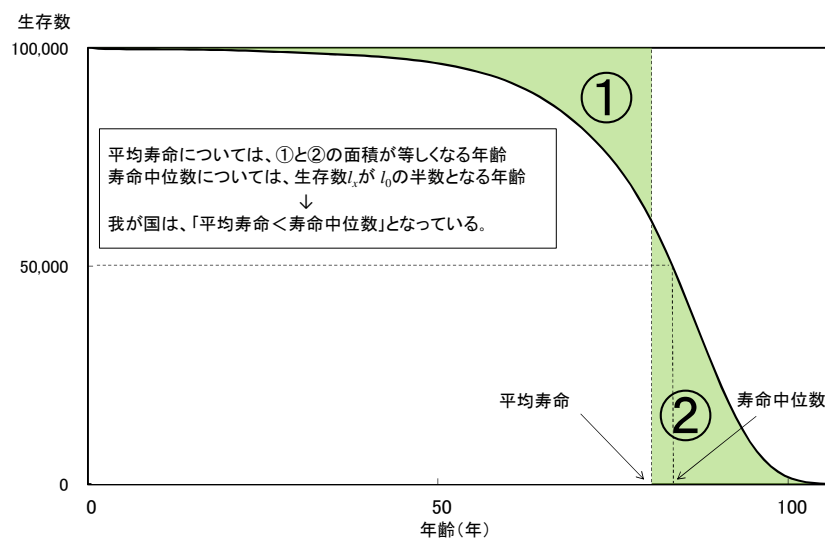 生存数
100,000
①
平均寿命については、①と②の面積が等しくなる年齢
寿命中位数については、生存数lxが l0の半数となる年齢
↓
我が国は、「平均寿命<寿命中位数」となっている。
50,000
平均寿命
②
寿命中位数
0
0
50
100
年齢(年)